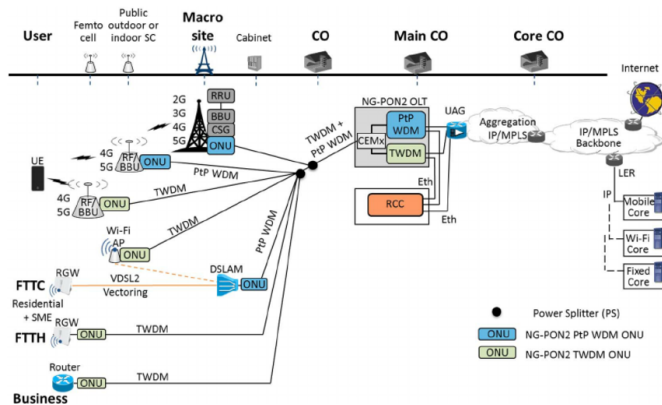 User
Femto
cell
Public
outdoor or
indoor SC
Macro
site
Cabinet
CO
Main CO
Core CO
Internet
2G
3G
4G
5G
RRU
BBU
CSG
ONU
TWDM +
PtP WDM
NG-PON2 OLT
PtP
WDM
CEMx
TWDM
UAG
Aggregation
IP/MPLS
IP/MPLS
Backbone
LER
IP
Mobile
Core
Wi-Fi
Core
Fixed
Core
Eth
Eth
RCC
UE
4G
5G
RF/
BBU
ONU
PtP WDM
4G
5G
RF/
BBU
ONU
TWDM
Wi-Fi
AP
ONU
TWDM
PtP WDM
DSLAM
ONU
FTTC
RGW
VDSL2
Vectoring
Residential
+ SME
FTTH
RGW
ONU
TWDM
Router
ONU
TWDM
Business
Power Splitter (PS)
ONU NG-PON2 PtP WDM ONU
ONU NG-PON2 TWDM ONU